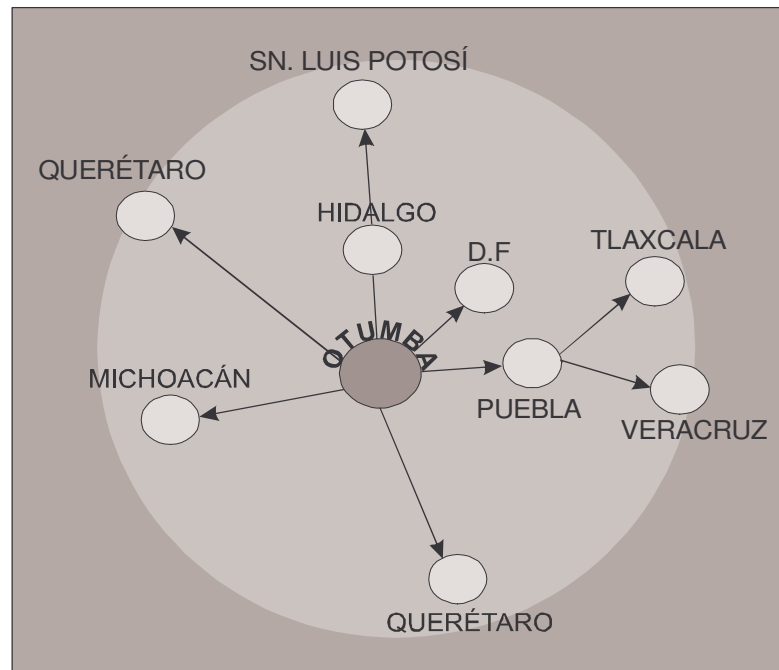 SN. LUIS POTOSÍ
QUERÉTARO
HIDALGO
D.F
TLAXCALA
OTUMBA
MICHOACÁN
PUEBLA
VERACRUZ
QUERÉTARO